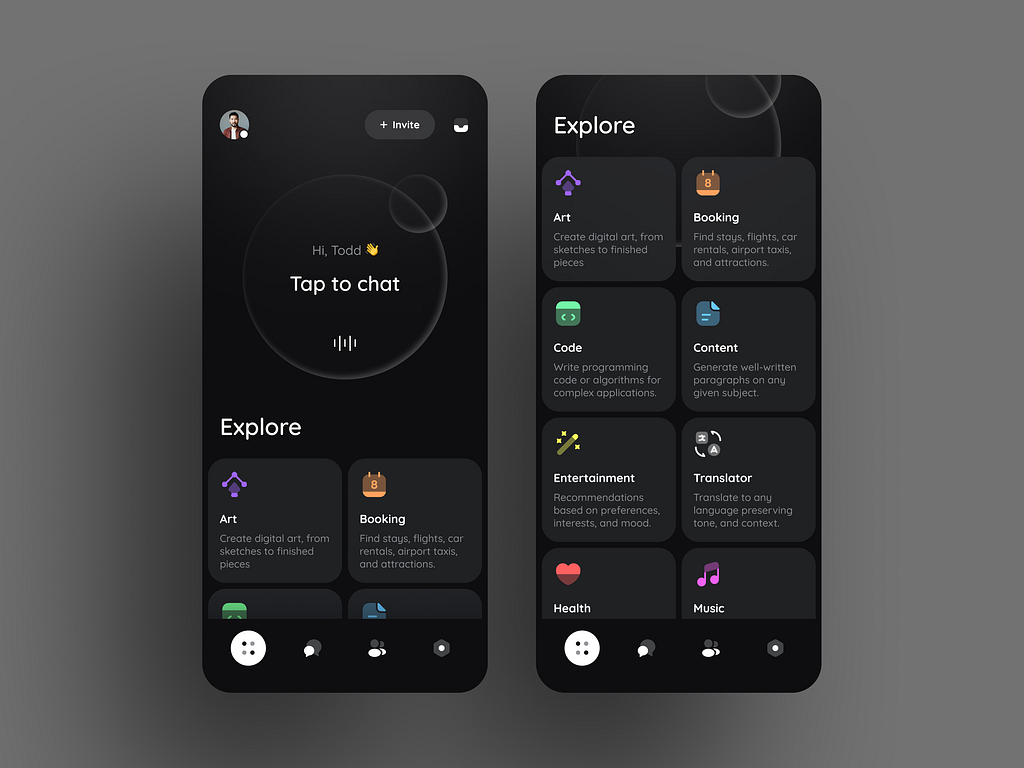 + Invite
Hi, Todd 👋
Tap to chat
Explore
Art
Create digital art, from
sketches to finished
pieces
8
Booking
Find stays, flights, car
rentals, airport taxis,
and attractions.
Explore
Art
Create digital art, from
sketches to finished
pieces
8
Booking
Find stays, flights, car
rentals, airport taxis,
and attractions.
Code
Write programming
code or algorithms for
complex applications.
Content
Generate well-written
paragraphs on any
given subject.
Entertainment
Recommendations
based on preferences,
interests, and mood.
文
A
Translator
Translate to any
language preserving
tone, and context.
Health
Music